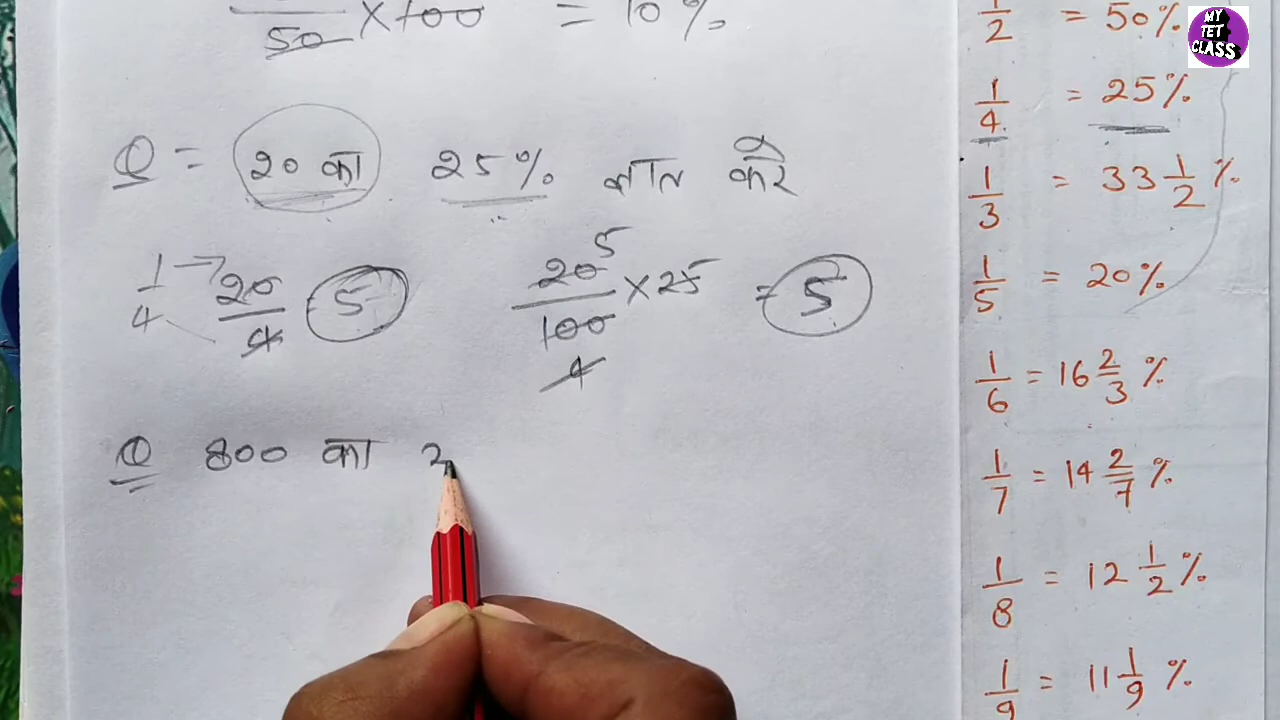 50 × 100 = 10%
Q = 20 का 25% ज्ञात करे
1/4 → 20/4 = 5
20/100 × 25 = 5
5
4
Q 800 का 2
1/2 = 50%
1/4 = 25%
1/3 = 33 1/2 %
1/5 = 20%
1/6 = 16 2/3 %
1/7 = 14 2/7 %
1/8 = 12 1/2 %
1/9 = 11 1/9 %
MY
TET
CLASS